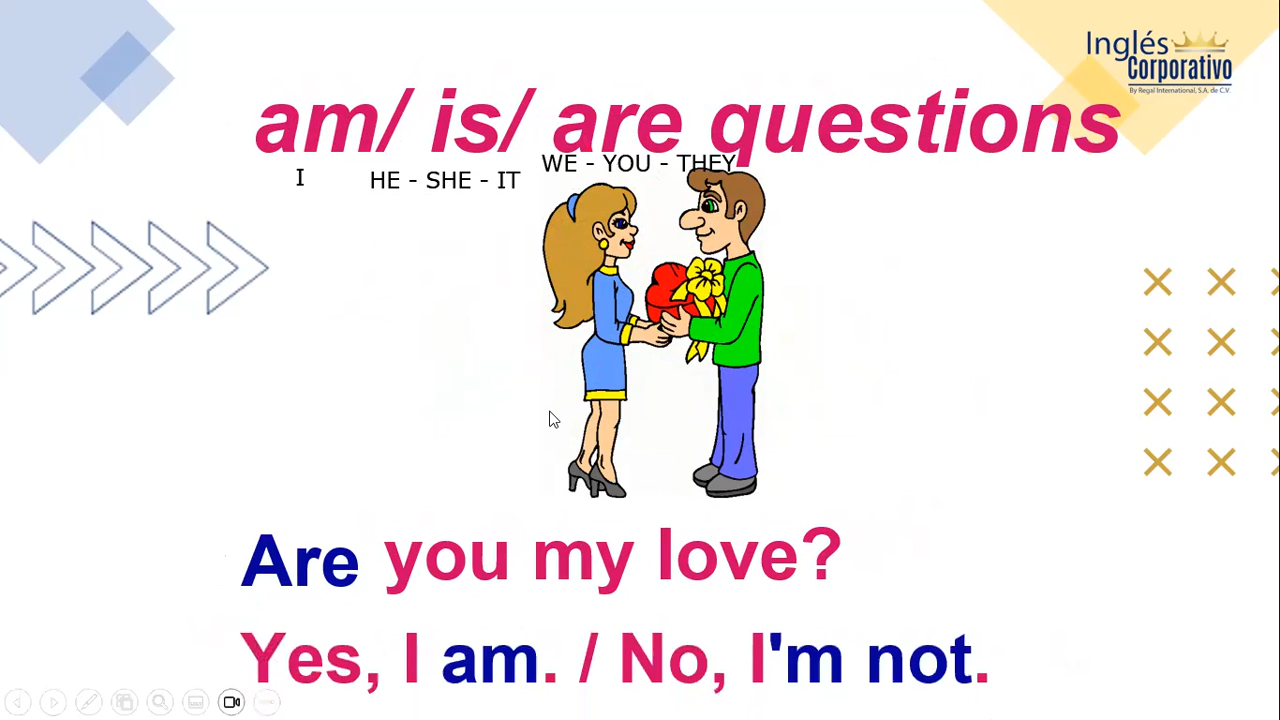 Inglés
Corporativo
By Regal International, S.A. de C.V.
am/ is/ are questions
I HE - SHE - IT WE - YOU - THEY
Are you my love?
Yes, I am. / No, I'm not.